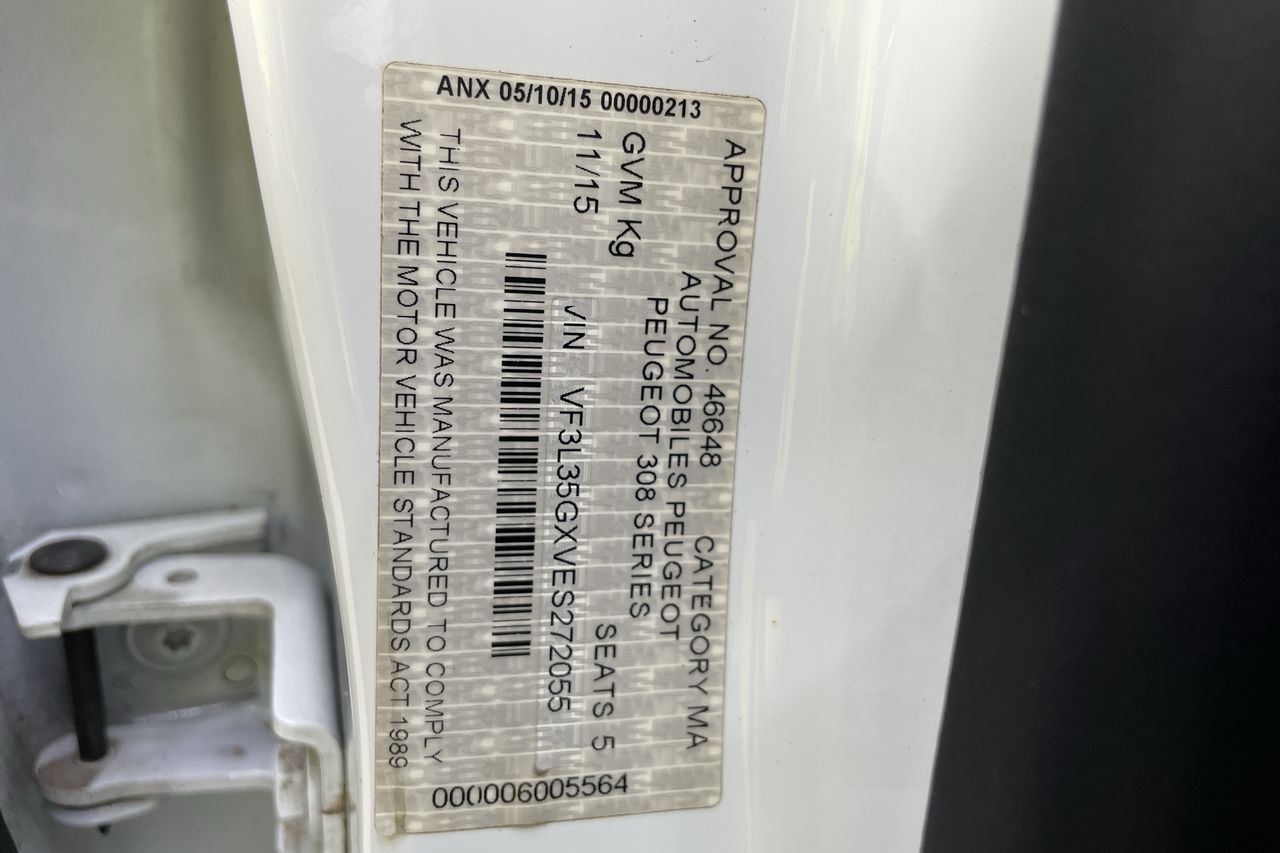 ANX 05/10/15 00000213
APPROVAL NO. 46648 CATEGORY MA
AUTOMOBILES PEUGEOT
PEUGEOT 308 SERIES
GVM Kg
11/15 SEATS 5
VIN VF3L35GXVES272055
THIS VEHICLE WAS MANUFACTURED TO COMPLY
WITH THE MOTOR VEHICLE STANDARDS ACT 1989
000006005564